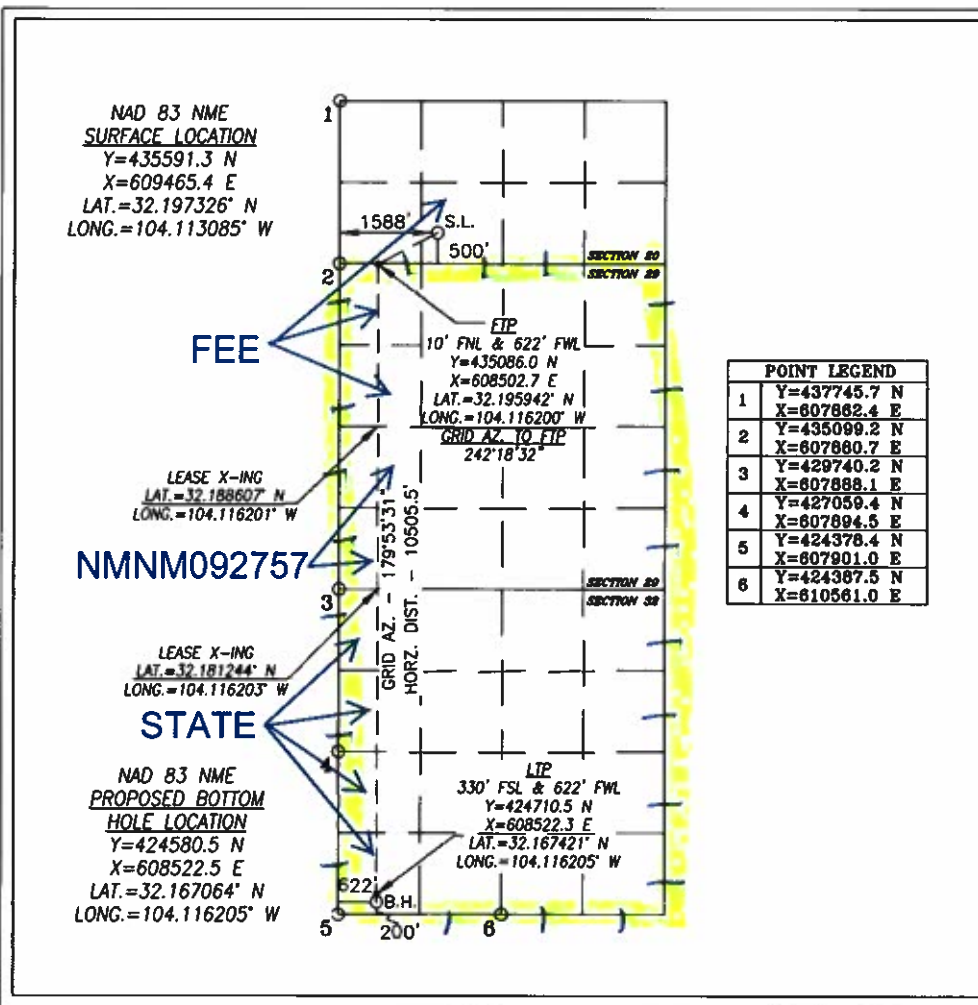 NAD 83 NME
SURFACE LOCATION
Y=435591.3 N
X=609465.4 E
LAT.=32.197326° N
LONG.=104.113085° W
1
1588'
S.L.
500'
SECTION 20
SECTION 29
2
FEE
FTP
10' FNL & 622' FWL
Y=435086.0 N
X=608502.7 E
LAT.=32.195942° N
LONG.=104.116200° W
GRID AZ. TO FTP
242°18'32"
POINT LEGEND
1 Y=437745.7 N
X=607862.4 E
2 Y=435099.2 N
X=607880.7 E
3 Y=429740.2 N
X=607888.1 E
4 Y=427059.4 N
X=607894.5 E
5 Y=424378.4 N
X=607901.0 E
6 Y=424387.5 N
X=610561.0 E
LEASE X-ING
LAT.=32.188607° N
LONG.=104.116201° W
NMNM092757
GRID AZ. - 179°53'31"
HORZ. DIST. - 10505.5'
3
SECTION 29
SECTION 32
LEASE X-ING
LAT.=32.181244° N
LONG.=104.116203° W
STATE
4
NAD 83 NME
PROPOSED BOTTOM
HOLE LOCATION
Y=424580.5 N
X=608522.5 E
LAT.=32.167064° N
LONG.=104.116205° W
LTP
330' FSL & 622' FWL
Y=424710.5 N
X=608522.3 E
LAT.=32.167421° N
LONG.=104.116205° W
622'
B.H.
5
200'
6